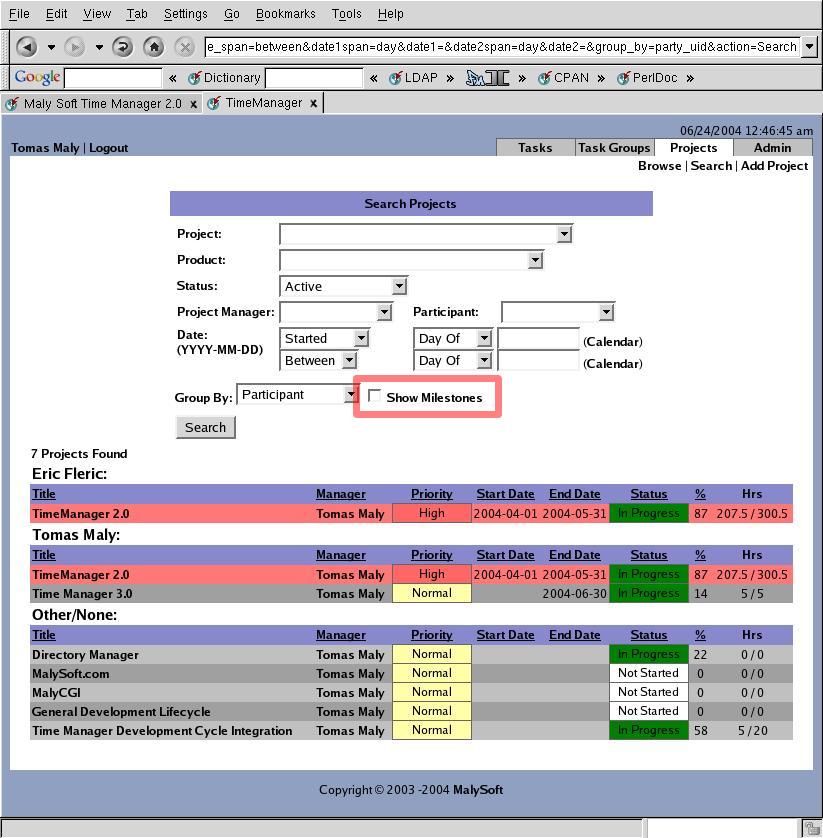 File Edit View Tab Settings Go Bookmarks Tools Help
e_span=between&date1span=day&date1=&date2span=day&date2=&group_by=party_uid&action=Search
Google « Dictionary « LDAP » » CPAN » PerlDoc »
Maly Soft Time Manager 2.0 x TimeManager x
06/24/2004 12:46:45 am
Tomas Maly | Logout Tasks Task Groups Projects Admin
Browse | Search | Add Project
Search Projects
Project:
Product:
Status: Active
Project Manager: Participant:
Date: Started Day Of (Calendar)
(YYYY-MM-DD) Between Day Of (Calendar)
Group By: Participant Show Milestones
Search
7 Projects Found
Eric Fleric:
Title Manager Priority Start Date End Date Status % Hrs
TimeManager 2.0 Tomas Maly High 2004-04-01 2004-05-31 In Progress 87 207.5 / 300.5
Tomas Maly:
Title Manager Priority Start Date End Date Status % Hrs
TimeManager 2.0 Tomas Maly High 2004-04-01 2004-05-31 In Progress 87 207.5 / 300.5
Time Manager 3.0 Tomas Maly Normal 2004-06-30 In Progress 14 5 / 5
Other/None:
Title Manager Priority Start Date End Date Status % Hrs
Directory Manager Tomas Maly Normal In Progress 22 0 / 0
MalySoft.com Tomas Maly Normal Not Started 0 0 / 0
MalyCGI Tomas Maly Normal Not Started 0 0 / 0
General Development Lifecycle Tomas Maly Normal Not Started 0 0 / 0
Time Manager Development Cycle Integration Tomas Maly Normal In Progress 58 5 / 20
Copyright © 2003 -2004 MalySoft